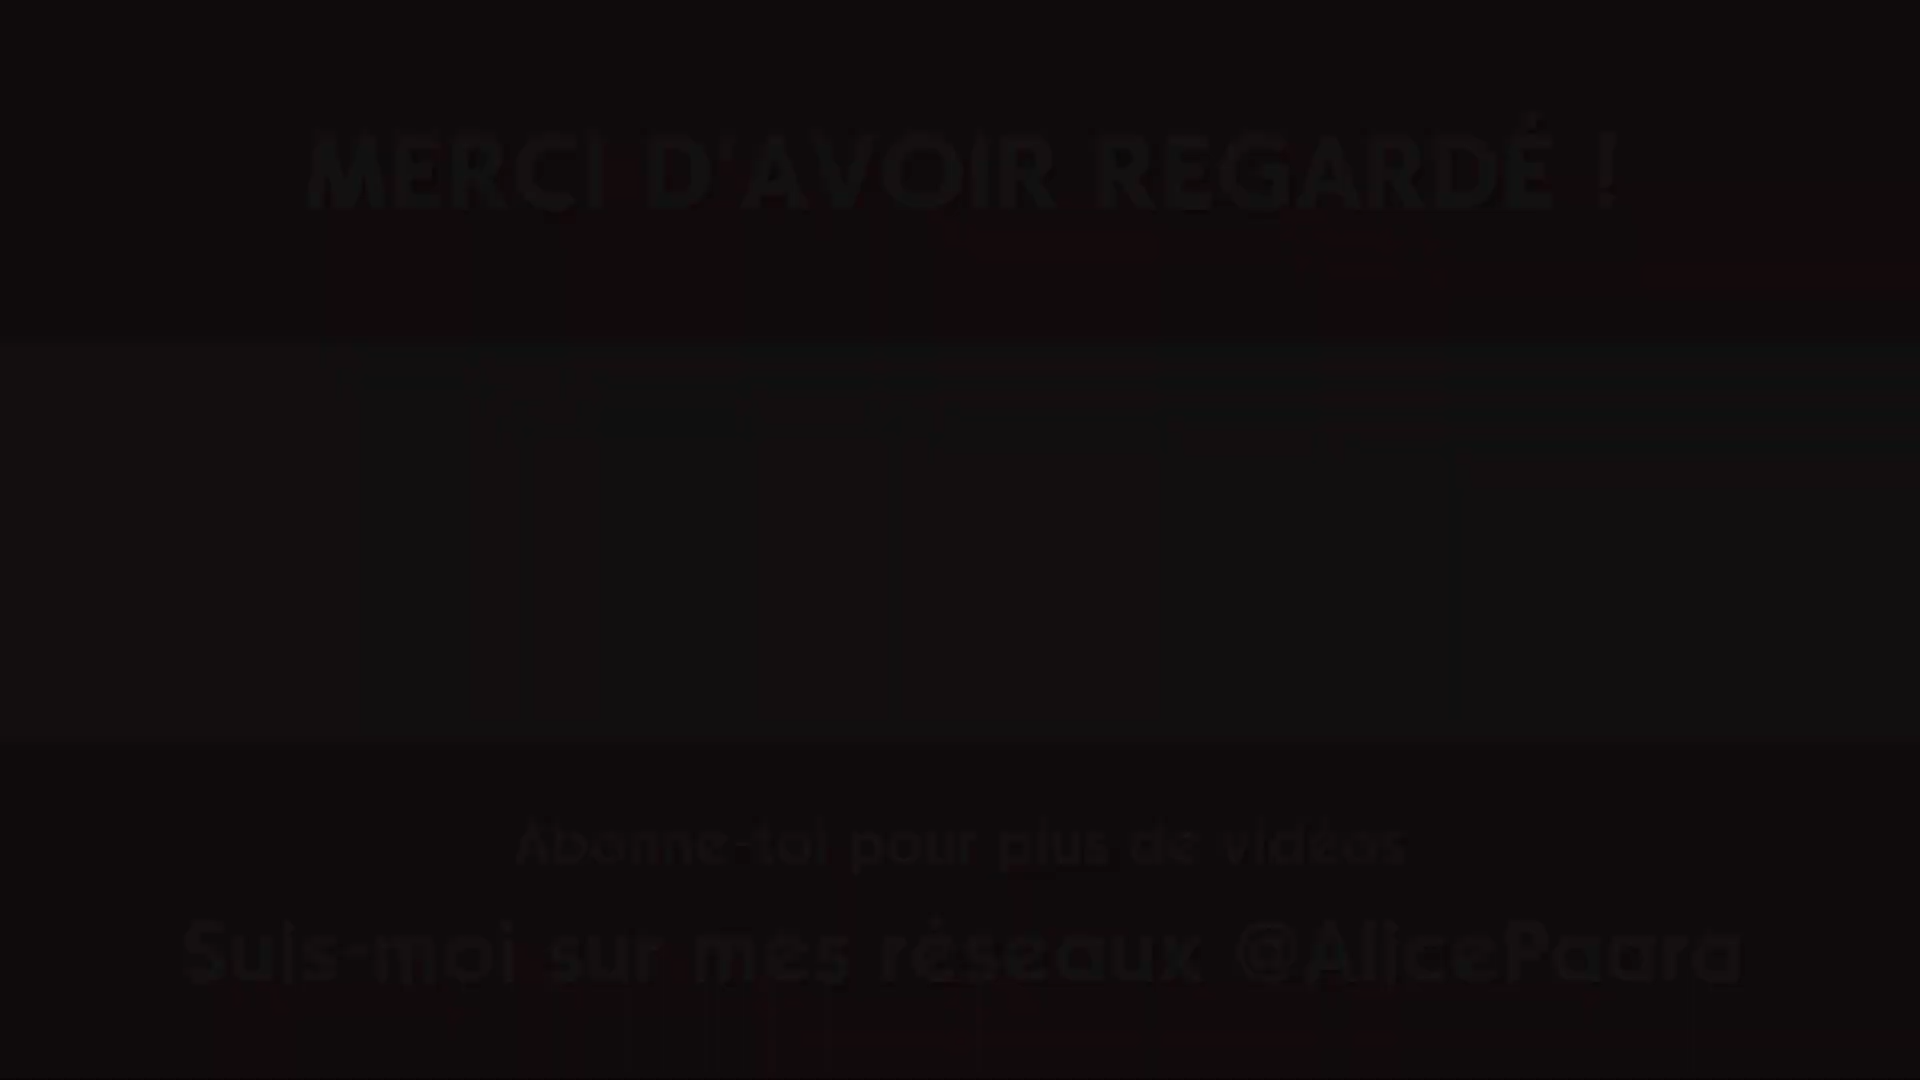 MERCI D'AVOIR REGARDÉ !
Abonne-toi pour plus de vidéos
Suis-moi sur mes réseaux @AlicePaara